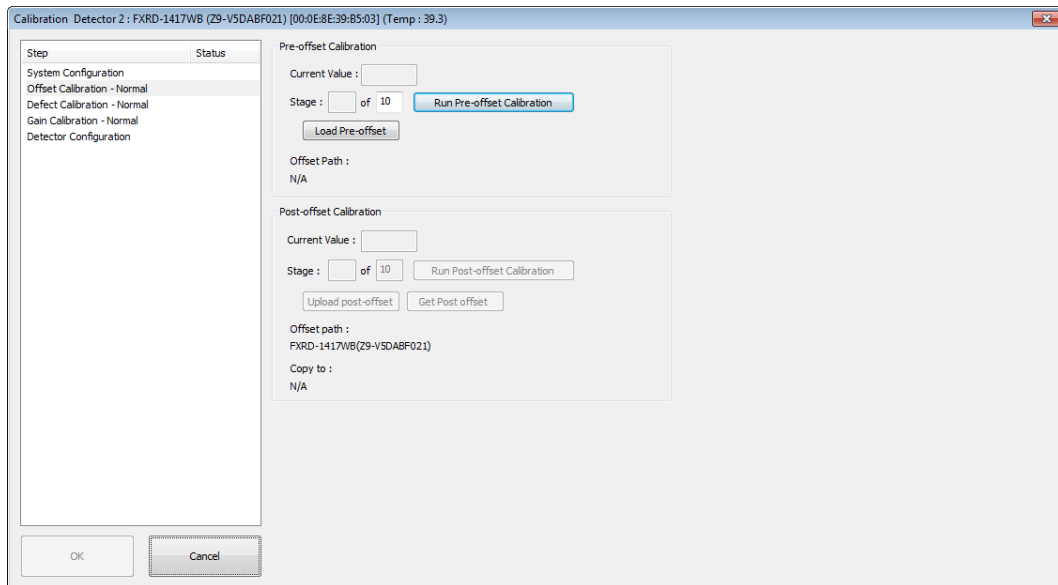 Calibration Detector 2 : FXRD-1417WB (Z9-V5DABF021) [00:0E:8E:39:B5:03] (Temp : 39.3)
Step Status
System Configuration
Offset Calibration - Normal
Defect Calibration - Normal
Gain Calibration - Normal
Detector Configuration
OK Cancel
Pre-offset Calibration
Current Value :
Stage : of 10 Run Pre-offset Calibration
Load Pre-offset
Offset Path :
N/A
Post-offset Calibration
Current Value :
Stage : of 10 Run Post-offset Calibration
Upload post-offset Get Post offset
Offset path :
FXRD-1417WB(Z9-V5DABF021)
Copy to :
N/A